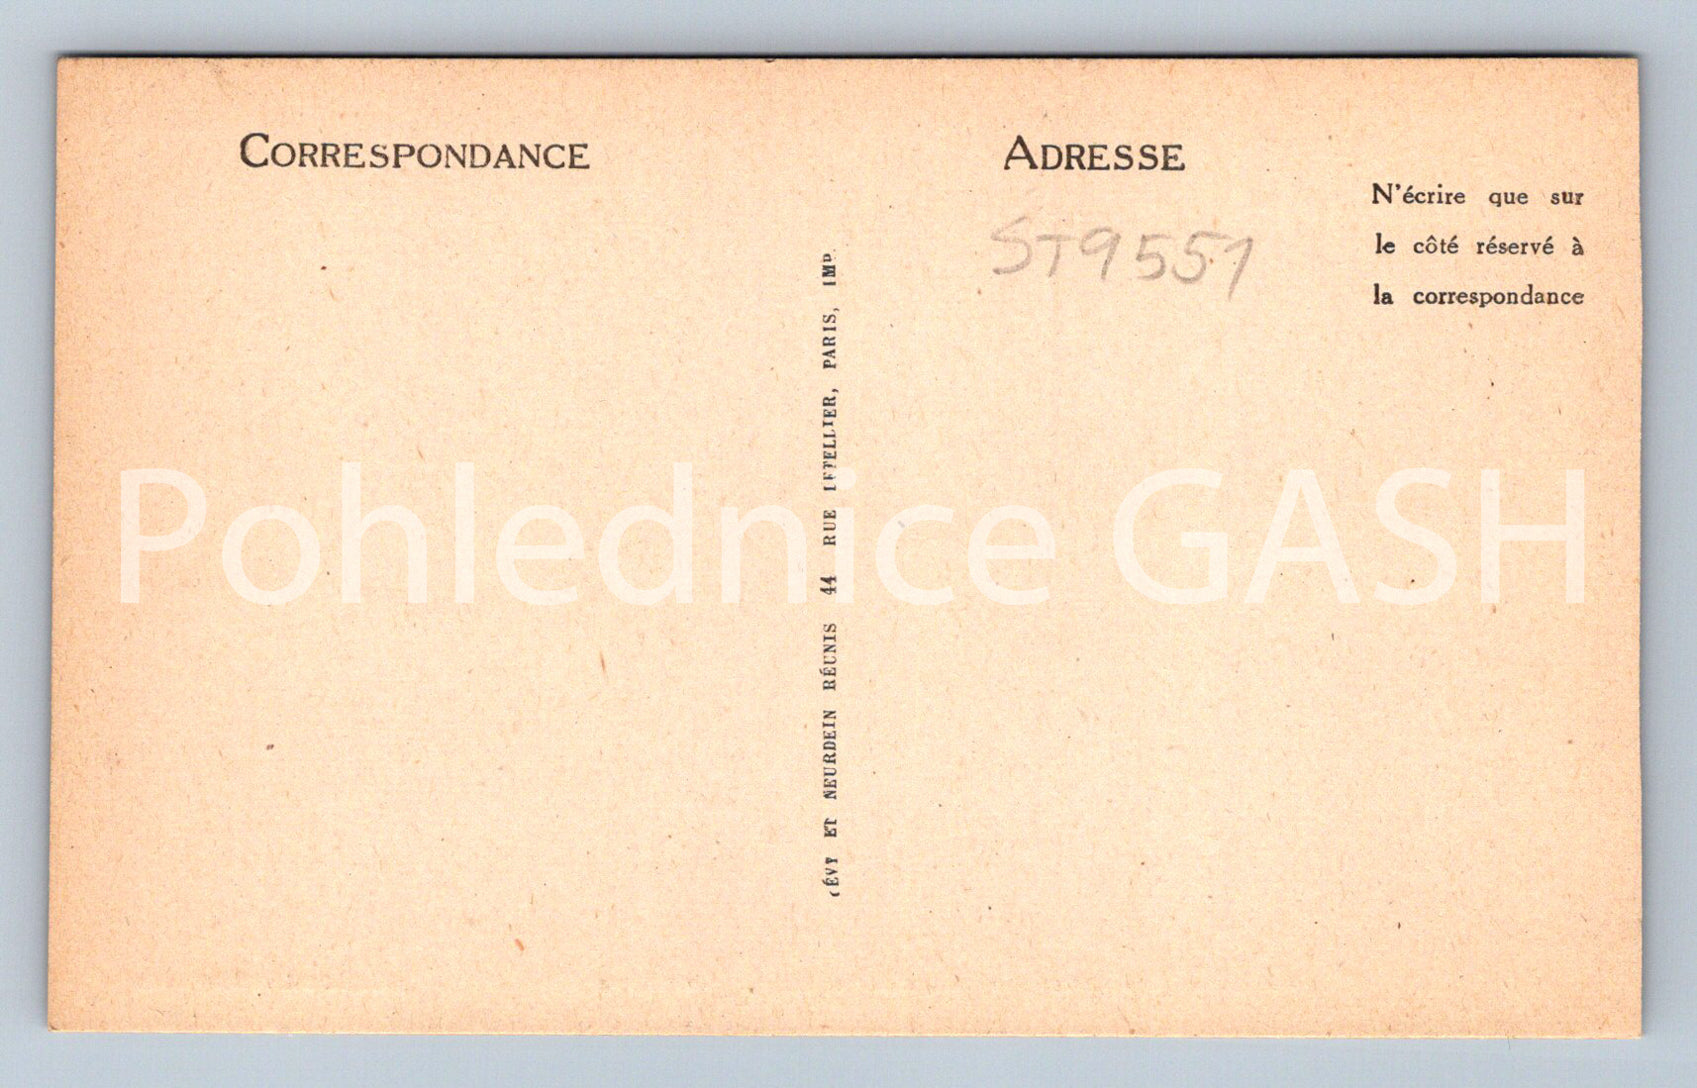 CORRESPONDANCE
ADRESSE
N'écrire que sur
le côté réservé à
la correspondance
ST9551
LÉVY ET NEURDEIN RÉUNIS 44 RUE LETELLIER, PARIS, IMP.
Pohlednice GASH